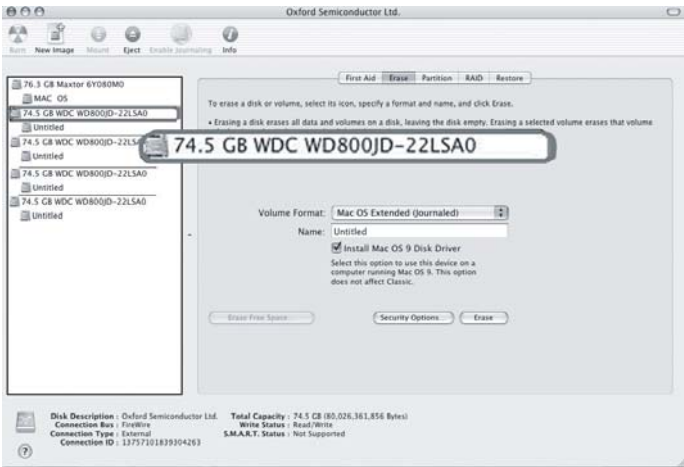 Oxford Semiconductor Ltd.
Burn New Image Mount Eject Enable Journaling Info
First Aid Erase Partition RAID Restore
76.3 GB Maxtor 6Y080M0
MAC OS
74.5 GB WDC WD800JD-22LSA0
Untitled
74.5 GB WDC WD800JD-22LSA0
Untitled
74.5 GB WDC WD800JD-22LSA0
Untitled
74.5 GB WDC WD800JD-22LSA0
Untitled
To erase a disk or volume, select its icon, specify a format and name, and click Erase.
• Erasing a disk erases all data and volumes on a disk, leaving the disk empty. Erasing a selected volume erases that volume
Volume Format: Mac OS Extended (Journaled)
Name: Untitled
Install Mac OS 9 Disk Driver
Select this option to use this device on a
computer running Mac OS 9. This option
does not affect Classic.
Erase Free Space... Security Options... Erase
Disk Description : Oxford Semiconductor Ltd.
Connection Bus : FireWire
Connection Type : External
Connection ID : 13757101839304263
Total Capacity : 74.5 GB (80,026,361,856 Bytes)
Write Status : Read/Write
S.M.A.R.T. Status : Not Supported
?